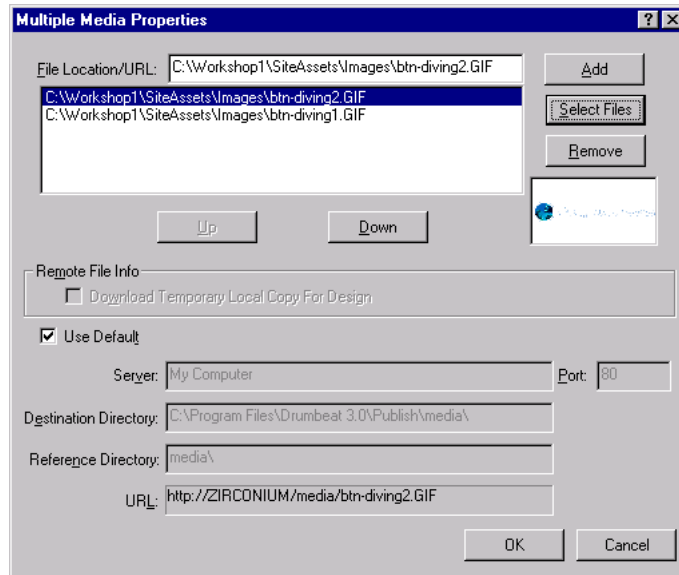 Multiple Media Properties
File Location/URL: C:\Workshop1\SiteAssets\Images\btn-diving2.GIF
Add
C:\Workshop1\SiteAssets\Images\btn-diving2.GIF
C:\Workshop1\SiteAssets\Images\btn-diving1.GIF
Select Files
Remove
Up
Down
Remote File Info
Download Temporary Local Copy For Design
Use Default
Server: My Computer
Port: 80
Destination Directory: C:\Program Files\Drumbeat 3.0\Publish\media\
Reference Directory: media\
URL: http://ZIRCONIUM/media/btn-diving2.GIF
OK
Cancel